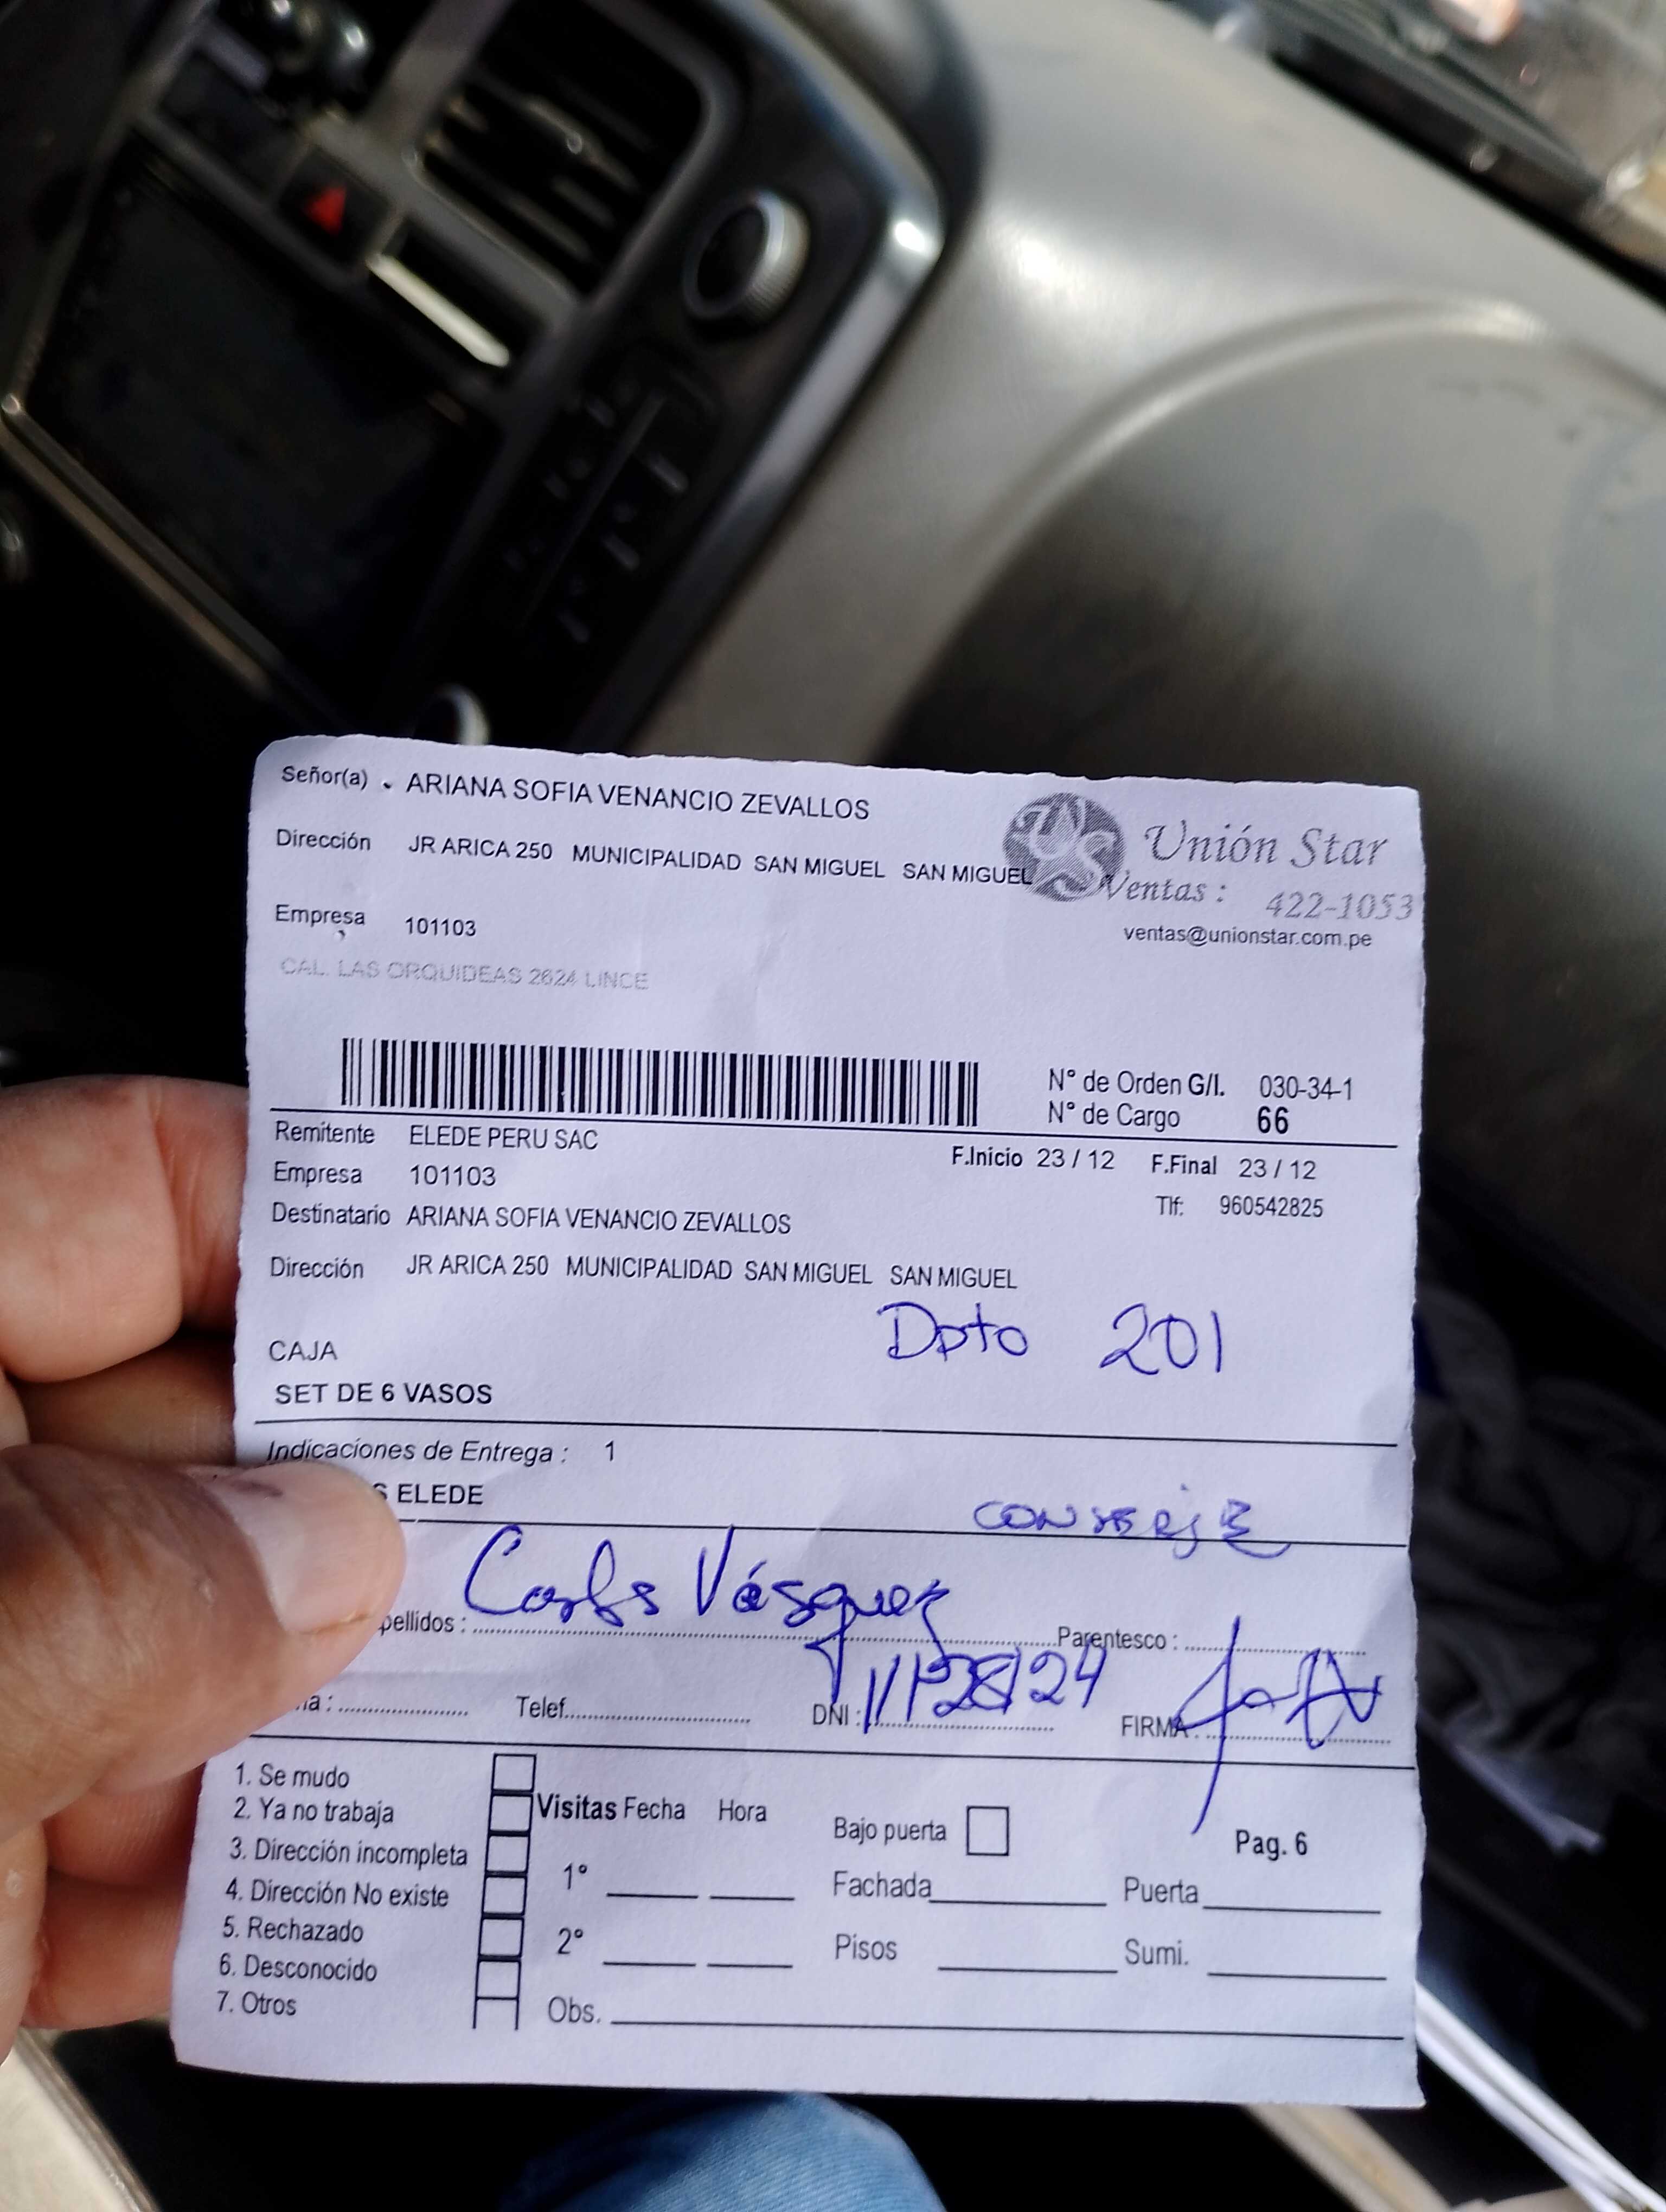 Señor(a) . ARIANA SOFIA VENANCIO ZEVALLOS
Dirección JR ARICA 250 MUNICIPALIDAD SAN MIGUEL SAN MIGUEL
Unión Star
Ventas : 422-1053
ventas@unionstar.com.pe
Empresa 101103
CAL. LAS ORQUIDEAS 2624 LINCE
N° de Orden G/I. 030-34-1
N° de Cargo 66
Remitente ELEDE PERU SAC
F.Inicio 23 / 12 F.Final 23 / 12
Empresa 101103
Tlf: 960542825
Destinatario ARIANA SOFIA VENANCIO ZEVALLOS
Dirección JR ARICA 250 MUNICIPALIDAD SAN MIGUEL SAN MIGUEL
Dpto 201
CAJA
SET DE 6 VASOS
Indicaciones de Entrega : 1
S ELEDE
CONSERJE
Carlos Vásquez
pellidos : Parentesco :
ha : Telef. DNI : FIRMA :
1. Se mudo
2. Ya no trabaja
3. Dirección incompleta
4. Dirección No existe
5. Rechazado
6. Desconocido
7. Otros
Visitas Fecha Hora
1°
2°
Obs.
Bajo puerta
Pag. 6
Fachada Puerta
Pisos Sumi.